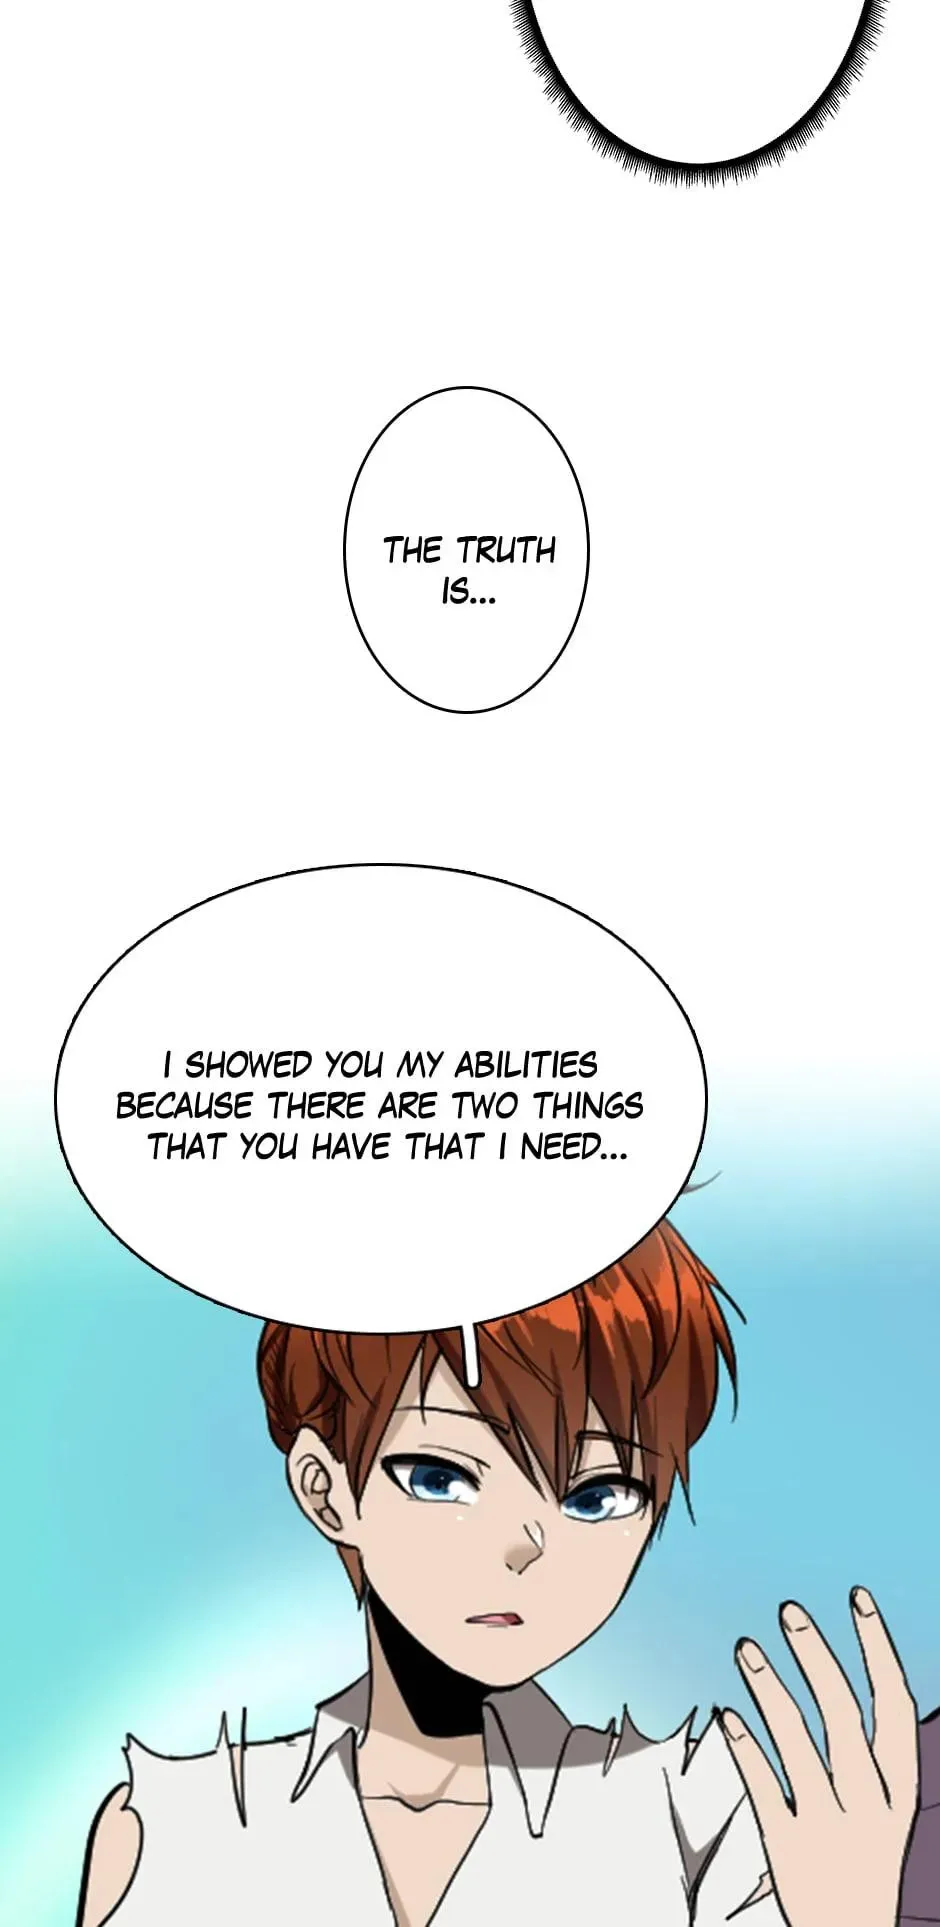 THE TRUTH
IS...
I SHOWED YOU MY ABILITIES
BECAUSE THERE ARE TWO THINGS
THAT YOU HAVE THAT I NEED...